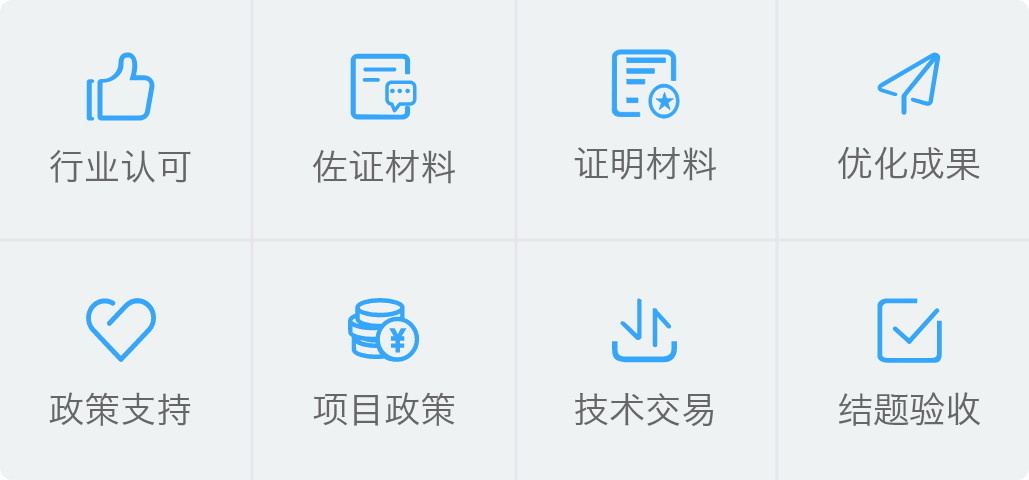 行业认可
佐证材料
证明材料
优化成果
政策支持
项目政策
技术交易
结题验收